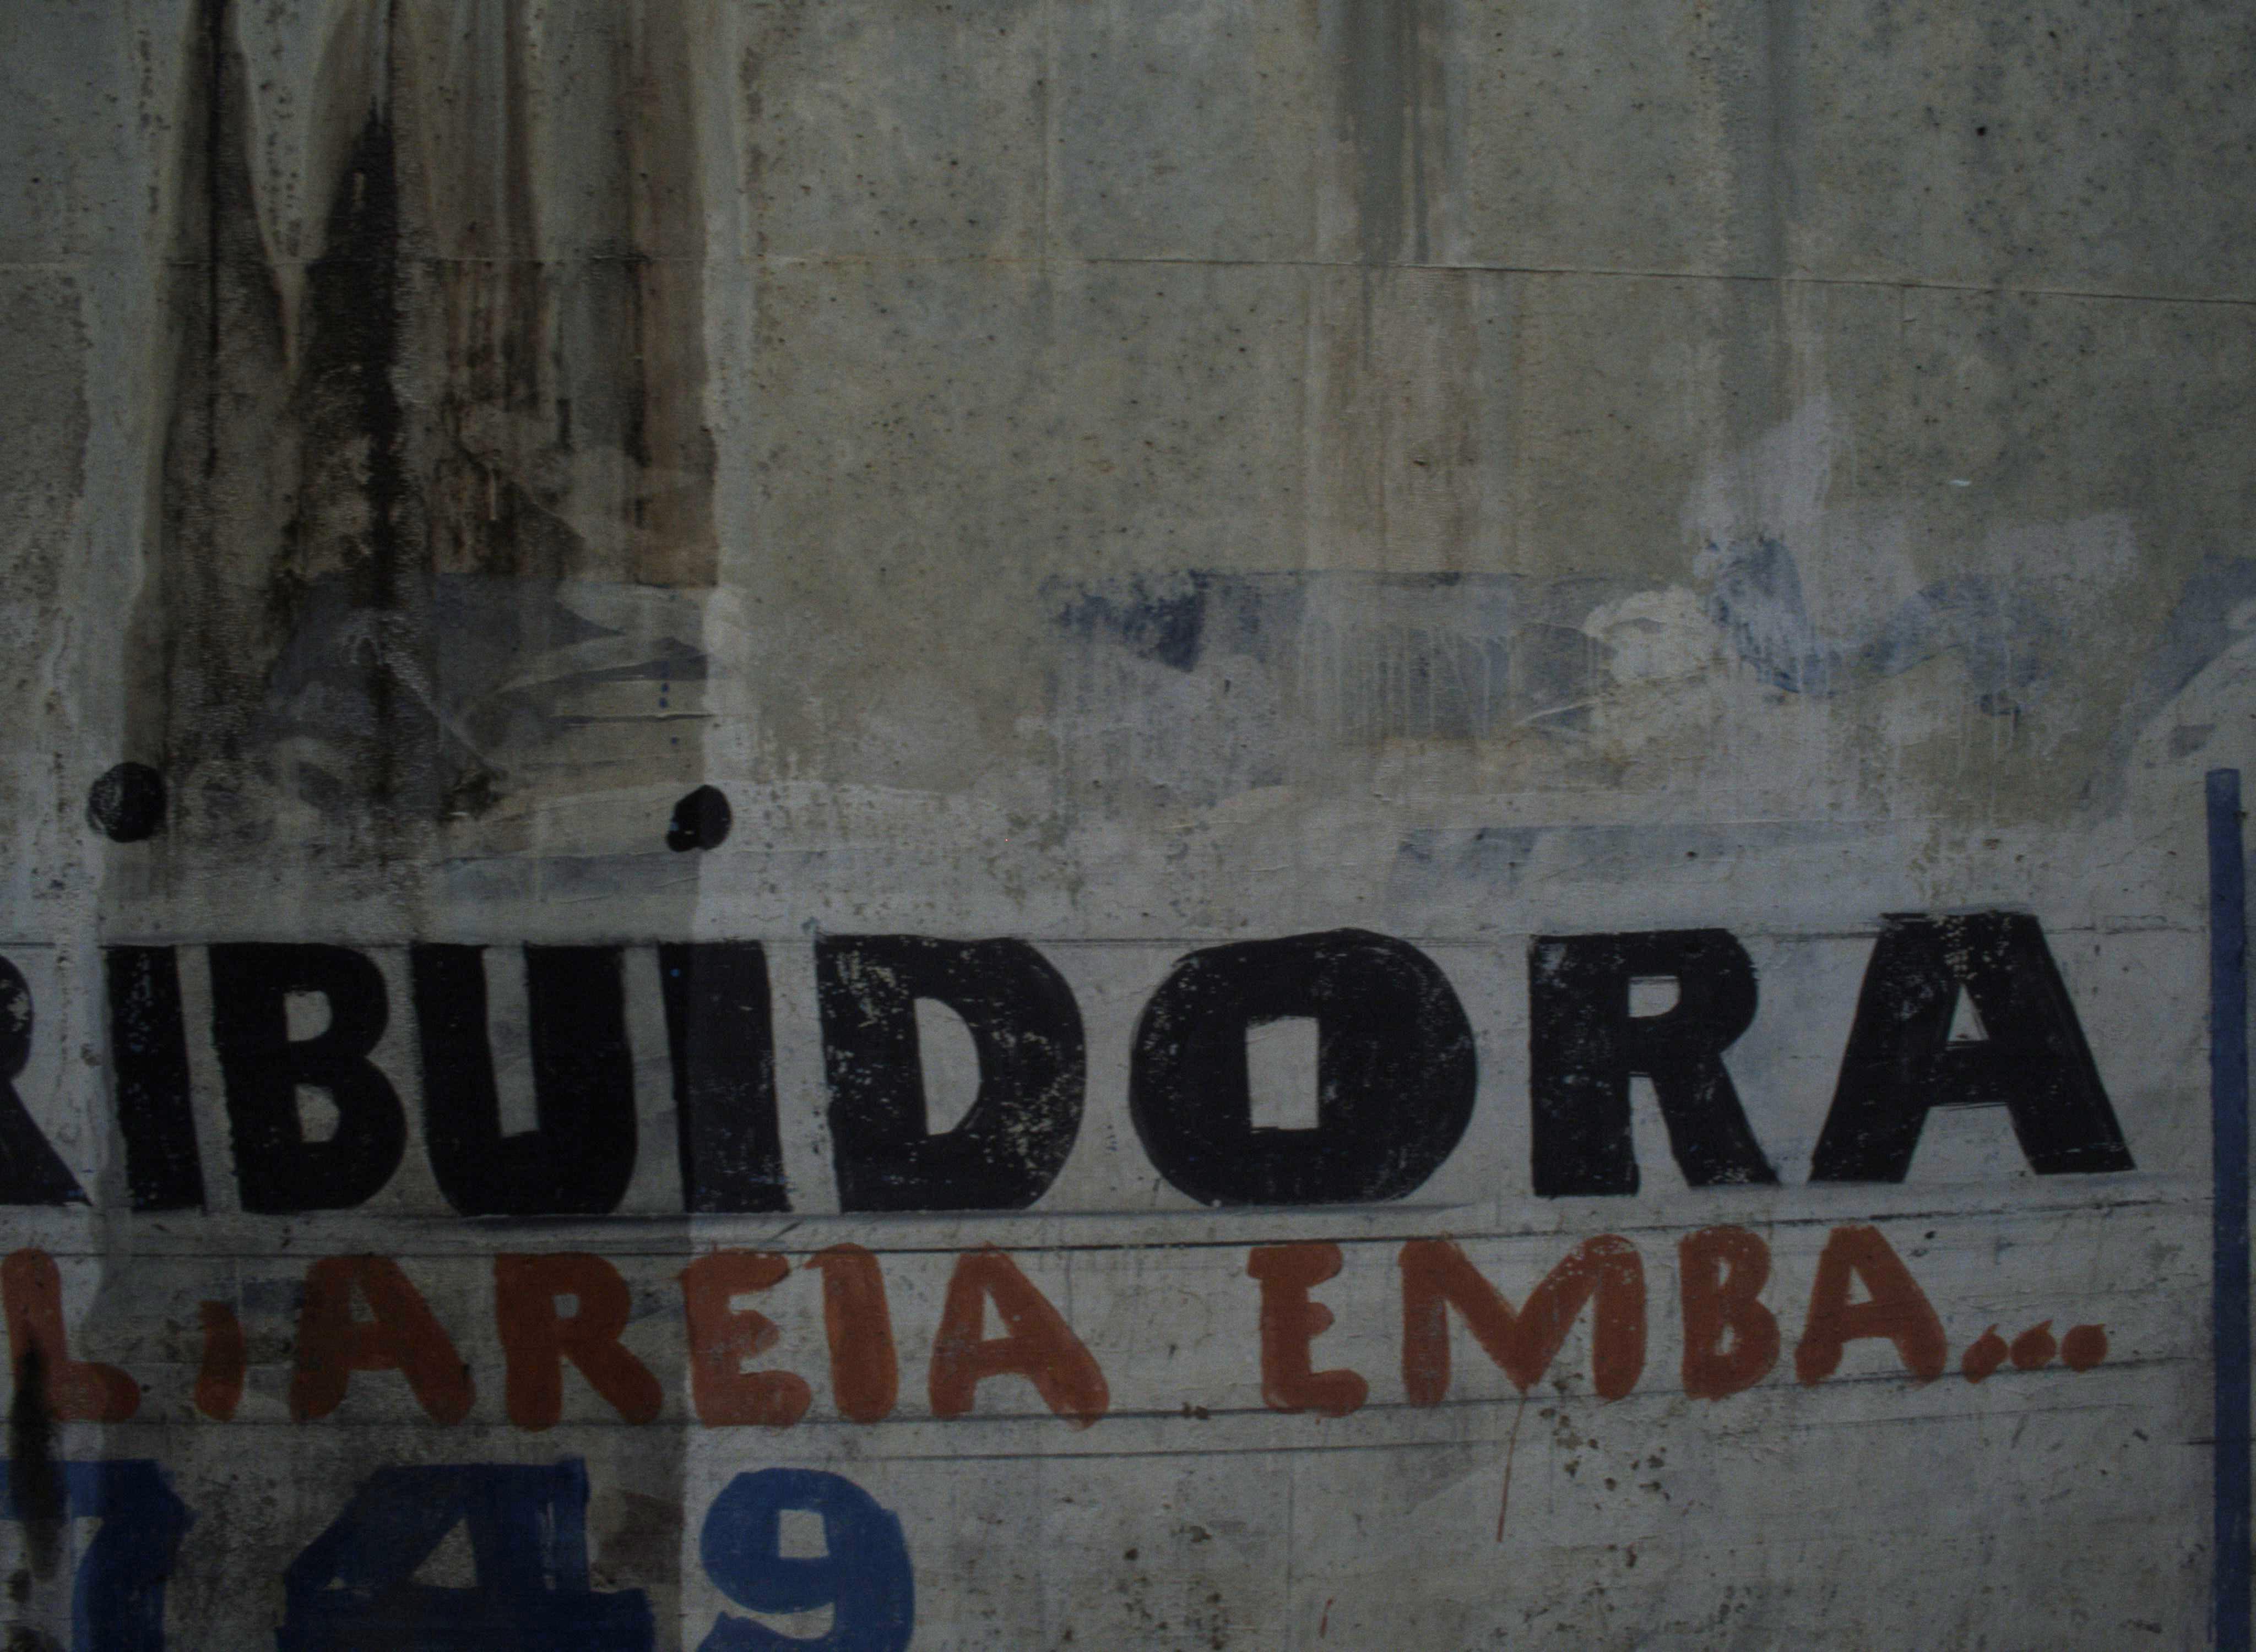 RIBUIDORA
L, AREIA EMBA...
749